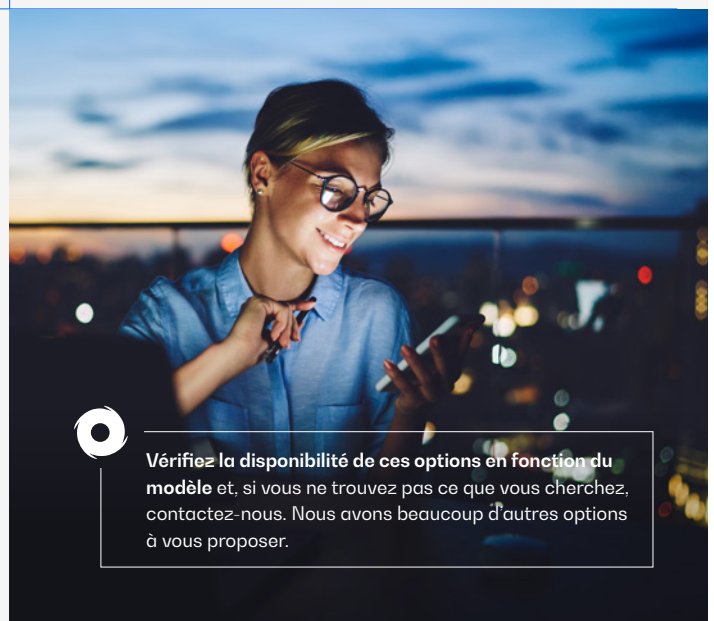 Vérifiez la disponibilité de ces options en fonction du
modèle et, si vous ne trouvez pas ce que vous cherchez,
contactez-nous. Nous avons beaucoup d'autres options
à vous proposer.